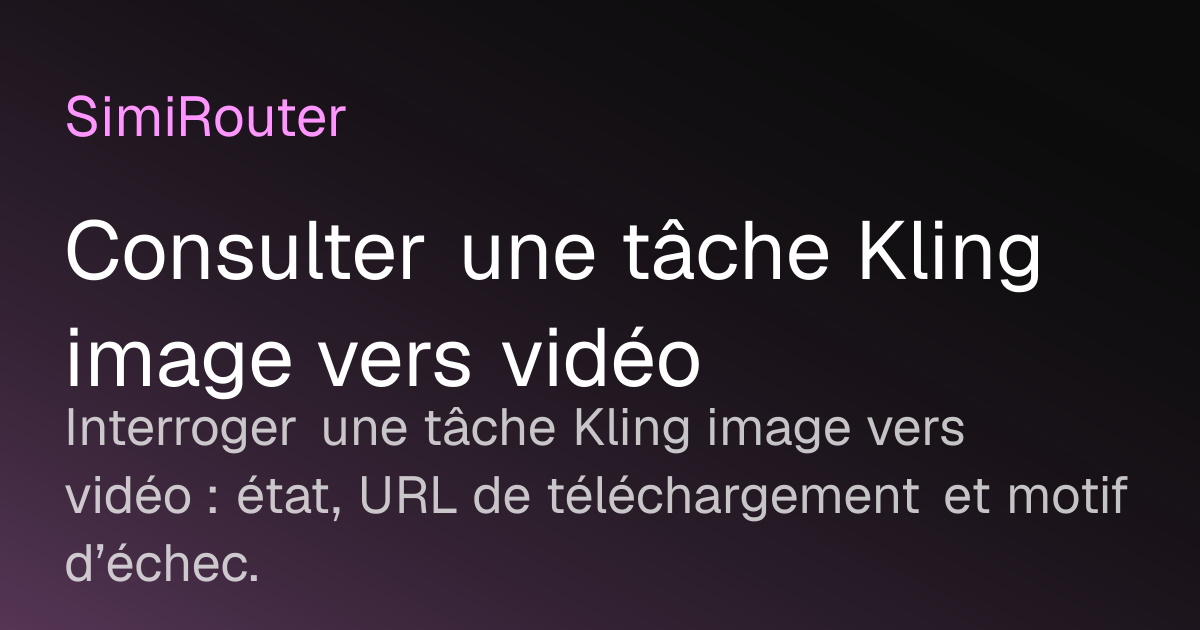 SimiRouter
Consulter une tâche Kling
image vers vidéo
Interroger une tâche Kling image vers
vidéo : état, URL de téléchargement et motif
d’échec.